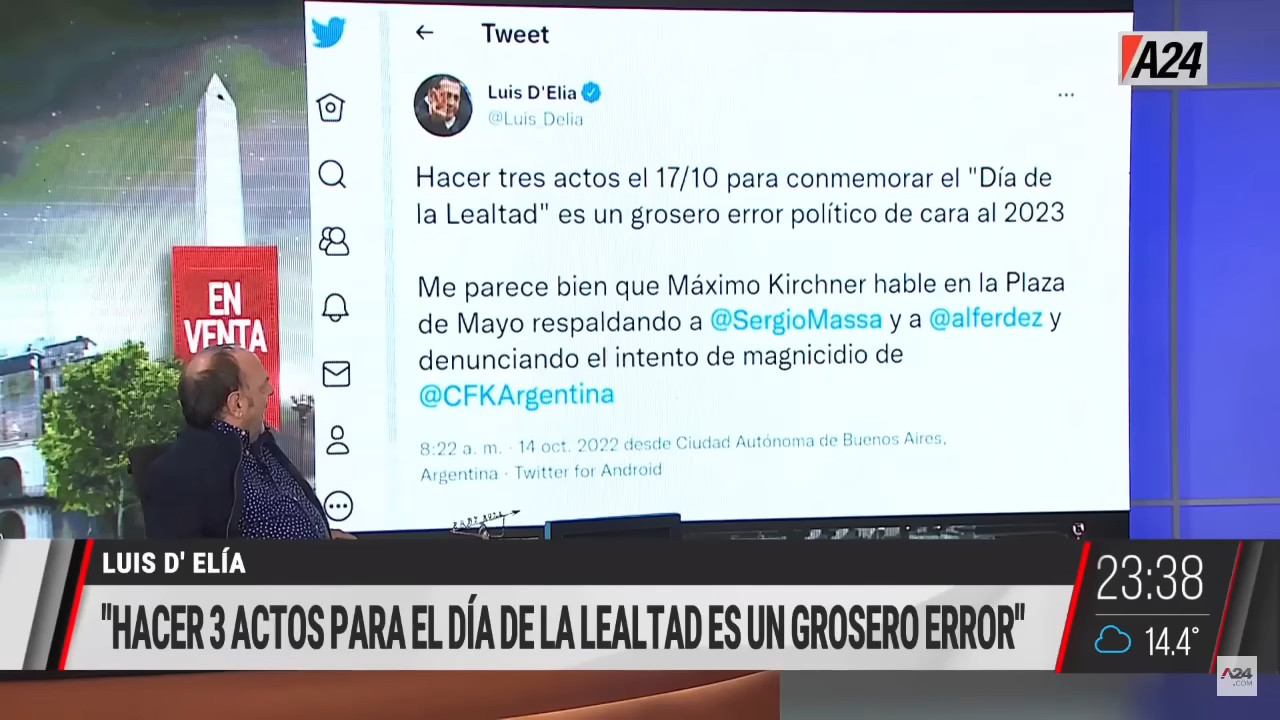 Tweet
A24
Luis D'Elia
@Luis_Delia
Hacer tres actos el 17/10 para conmemorar el "Día de
la Lealtad" es un grosero error político de cara al 2023
Me parece bien que Máximo Kirchner hable en la Plaza
de Mayo respaldando a @SergioMassa y a @alferdez y
denunciando el intento de magnicidio de
@CFKArgentina
8:22 a. m. · 14 oct. 2022 desde Ciudad Autónoma de Buenos Aires,
Argentina · Twitter for Android
EN
VENTA
LUIS D' ELÍA
"HACER 3 ACTOS PARA EL DÍA DE LA LEALTAD ES UN GROSERO ERROR"
23:38
14.4°
A24
.COM